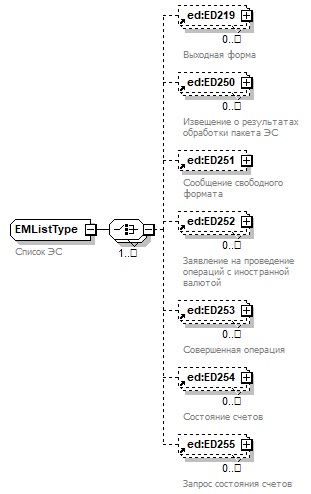 ed:ED219
0..
Выходная форма
ed:ED250
0..
Извещение о результатах
обработки пакета ЭС
ed:ED251
Сообщение свободного
формата
EMListType
Список ЭС
1..
ed:ED252
0..
Заявление на проведение
операций с иностранной
валютой
ed:ED253
0..
Совершенная операция
ed:ED254
0..
Состояние счетов
ed:ED255
0..
Запрос состояния счетов